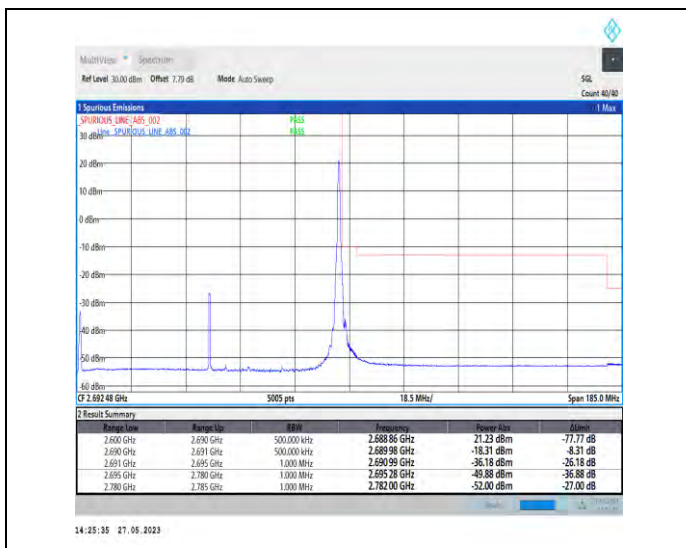 MultiView Spectrum
Ref Level 30.00 dBm Offset 7.79 dB Mode Auto Sweep SGL
Count 40/40
1 Spurious Emissions 1 Max
SPURIOUS_LINE_ABS_002 PASS
30 dBm Line SPURIOUS_LINE_ABS_002 PASS
20 dBm
10 dBm
0 dBm
-10 dBm
-20 dBm
-30 dBm
-40 dBm
-50 dBm
-60 dBm
CF 2.692 48 GHz 5005 pts 18.5 MHz/ Span 185.0 MHz
2 Result Summary
Range Low Range Up RBW Frequency Power Abs ΔLimit
2.600 GHz 2.690 GHz 500.000 kHz 2.688 86 GHz 21.23 dBm -77.77 dB
2.690 GHz 2.691 GHz 500.000 kHz 2.689 98 GHz -18.31 dBm -8.31 dB
2.691 GHz 2.695 GHz 1.000 MHz 2.690 99 GHz -36.18 dBm -26.18 dB
2.695 GHz 2.780 GHz 1.000 MHz 2.695 28 GHz -49.88 dBm -36.88 dB
2.780 GHz 2.785 GHz 1.000 MHz 2.782 00 GHz -52.00 dBm -27.00 dB
14:25:35 27.05.2023